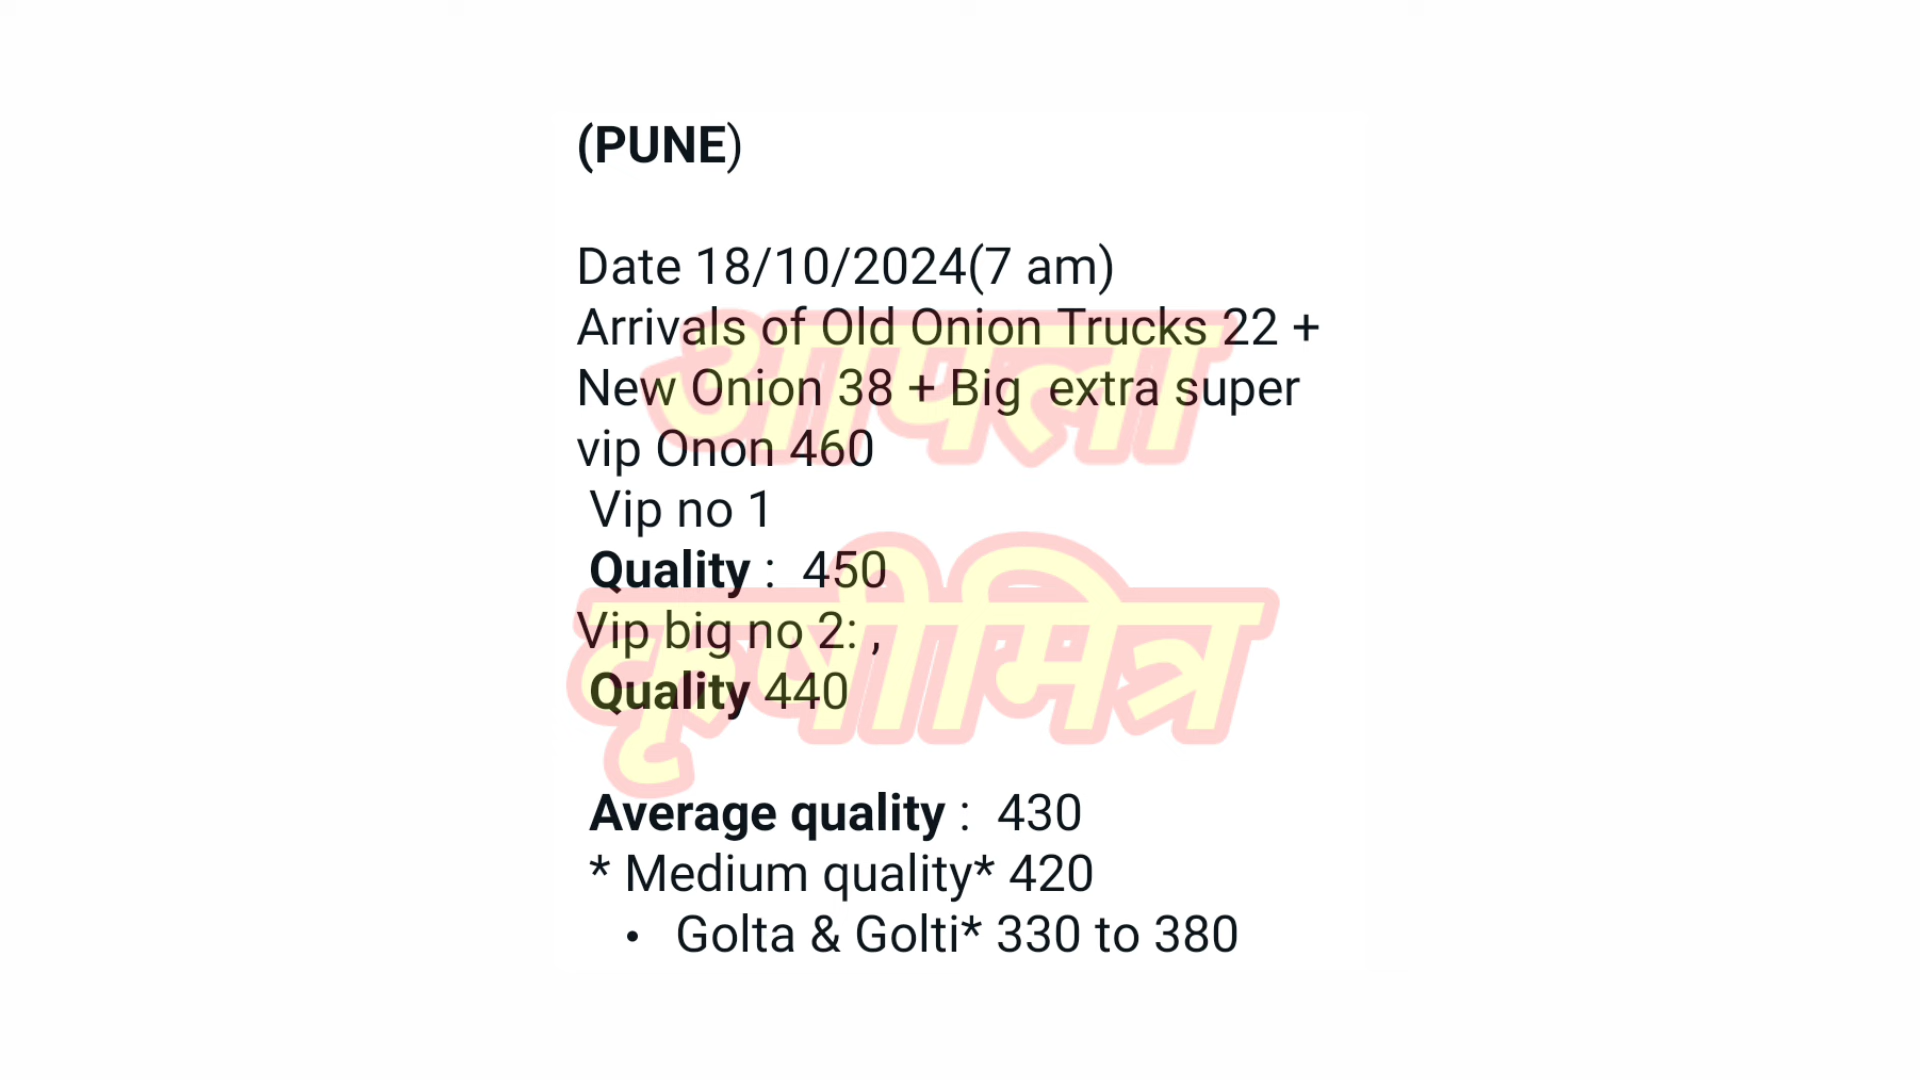 (PUNE)
Date 18/10/2024(7 am)
Arrivals of Old Onion Trucks 22 +
New Onion 38 + Big  extra super
vip Onon 460
Vip no 1
Quality :  450
Vip big no 2: ,
Quality 440
Average quality :  430
* Medium quality* 420
• Golta & Golti* 330 to 380
आपला
कृषीमित्र